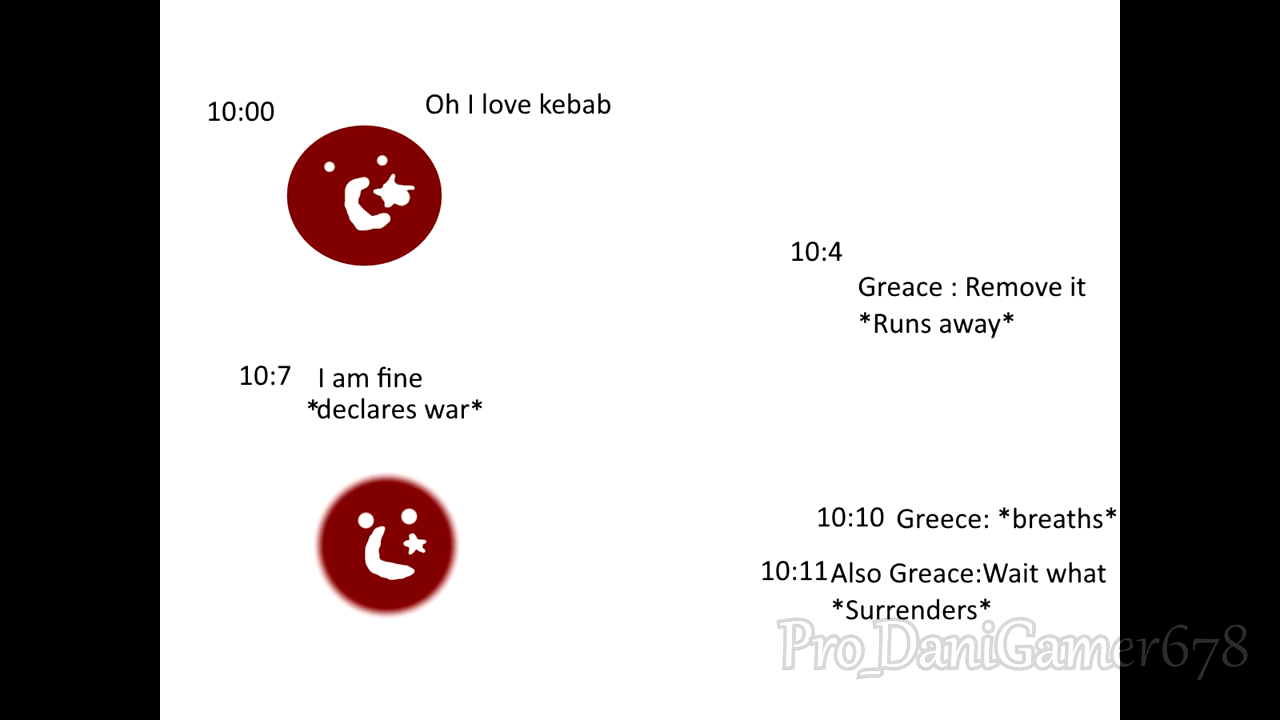 10:00
Oh I love kebab
10:4
Greace : Remove it
*Runs away*
10:7 I am fine
*declares war*
10:10 Greece: *breaths*
10:11 Also Greace:Wait what
*Surrenders*
Pro_DaniGamer678